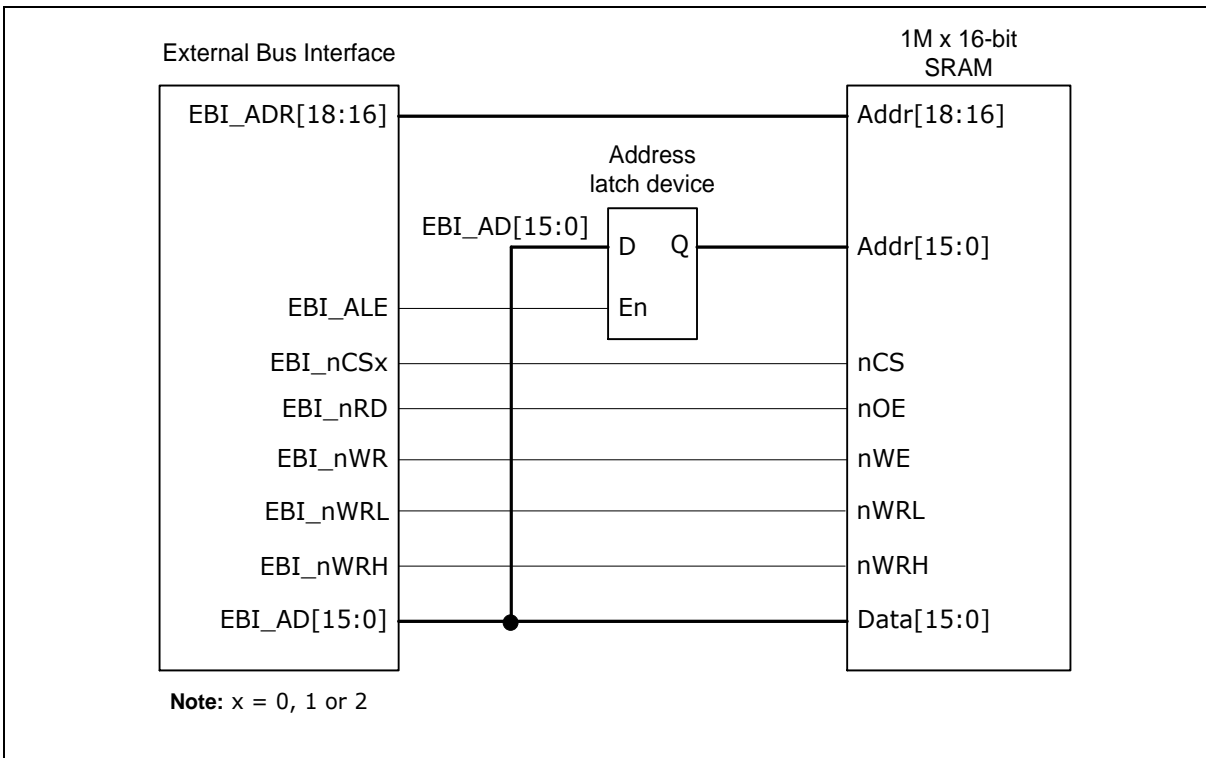 External Bus Interface
1M x 16-bit
SRAM
EBI_ADR[18:16]
Addr[18:16]
Address
latch device
EBI_AD[15:0]
D
Q
Addr[15:0]
EBI_ALE
En
EBI_nCSx
nCS
EBI_nRD
nOE
EBI_nWR
nWE
EBI_nWRL
nWRL
EBI_nWRH
nWRH
EBI_AD[15:0]
Data[15:0]
Note: x = 0, 1 or 2